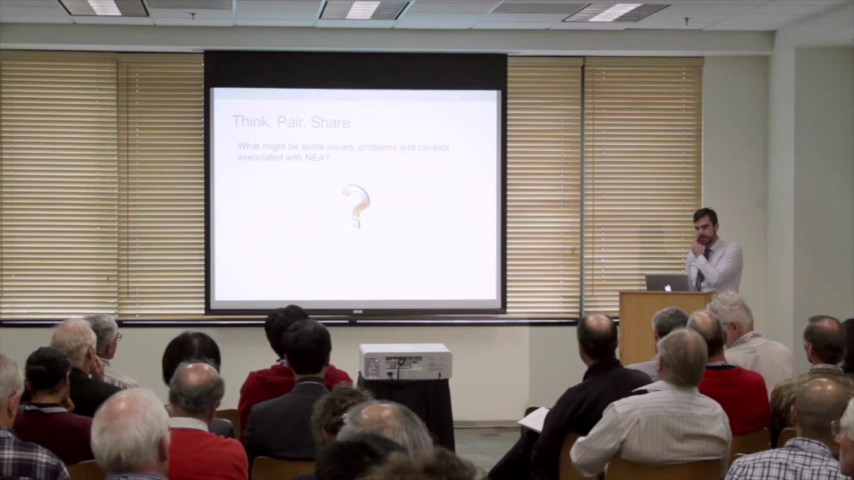 Think. Pair. Share
What might be some issues, problems and caveats
associated with NEA?